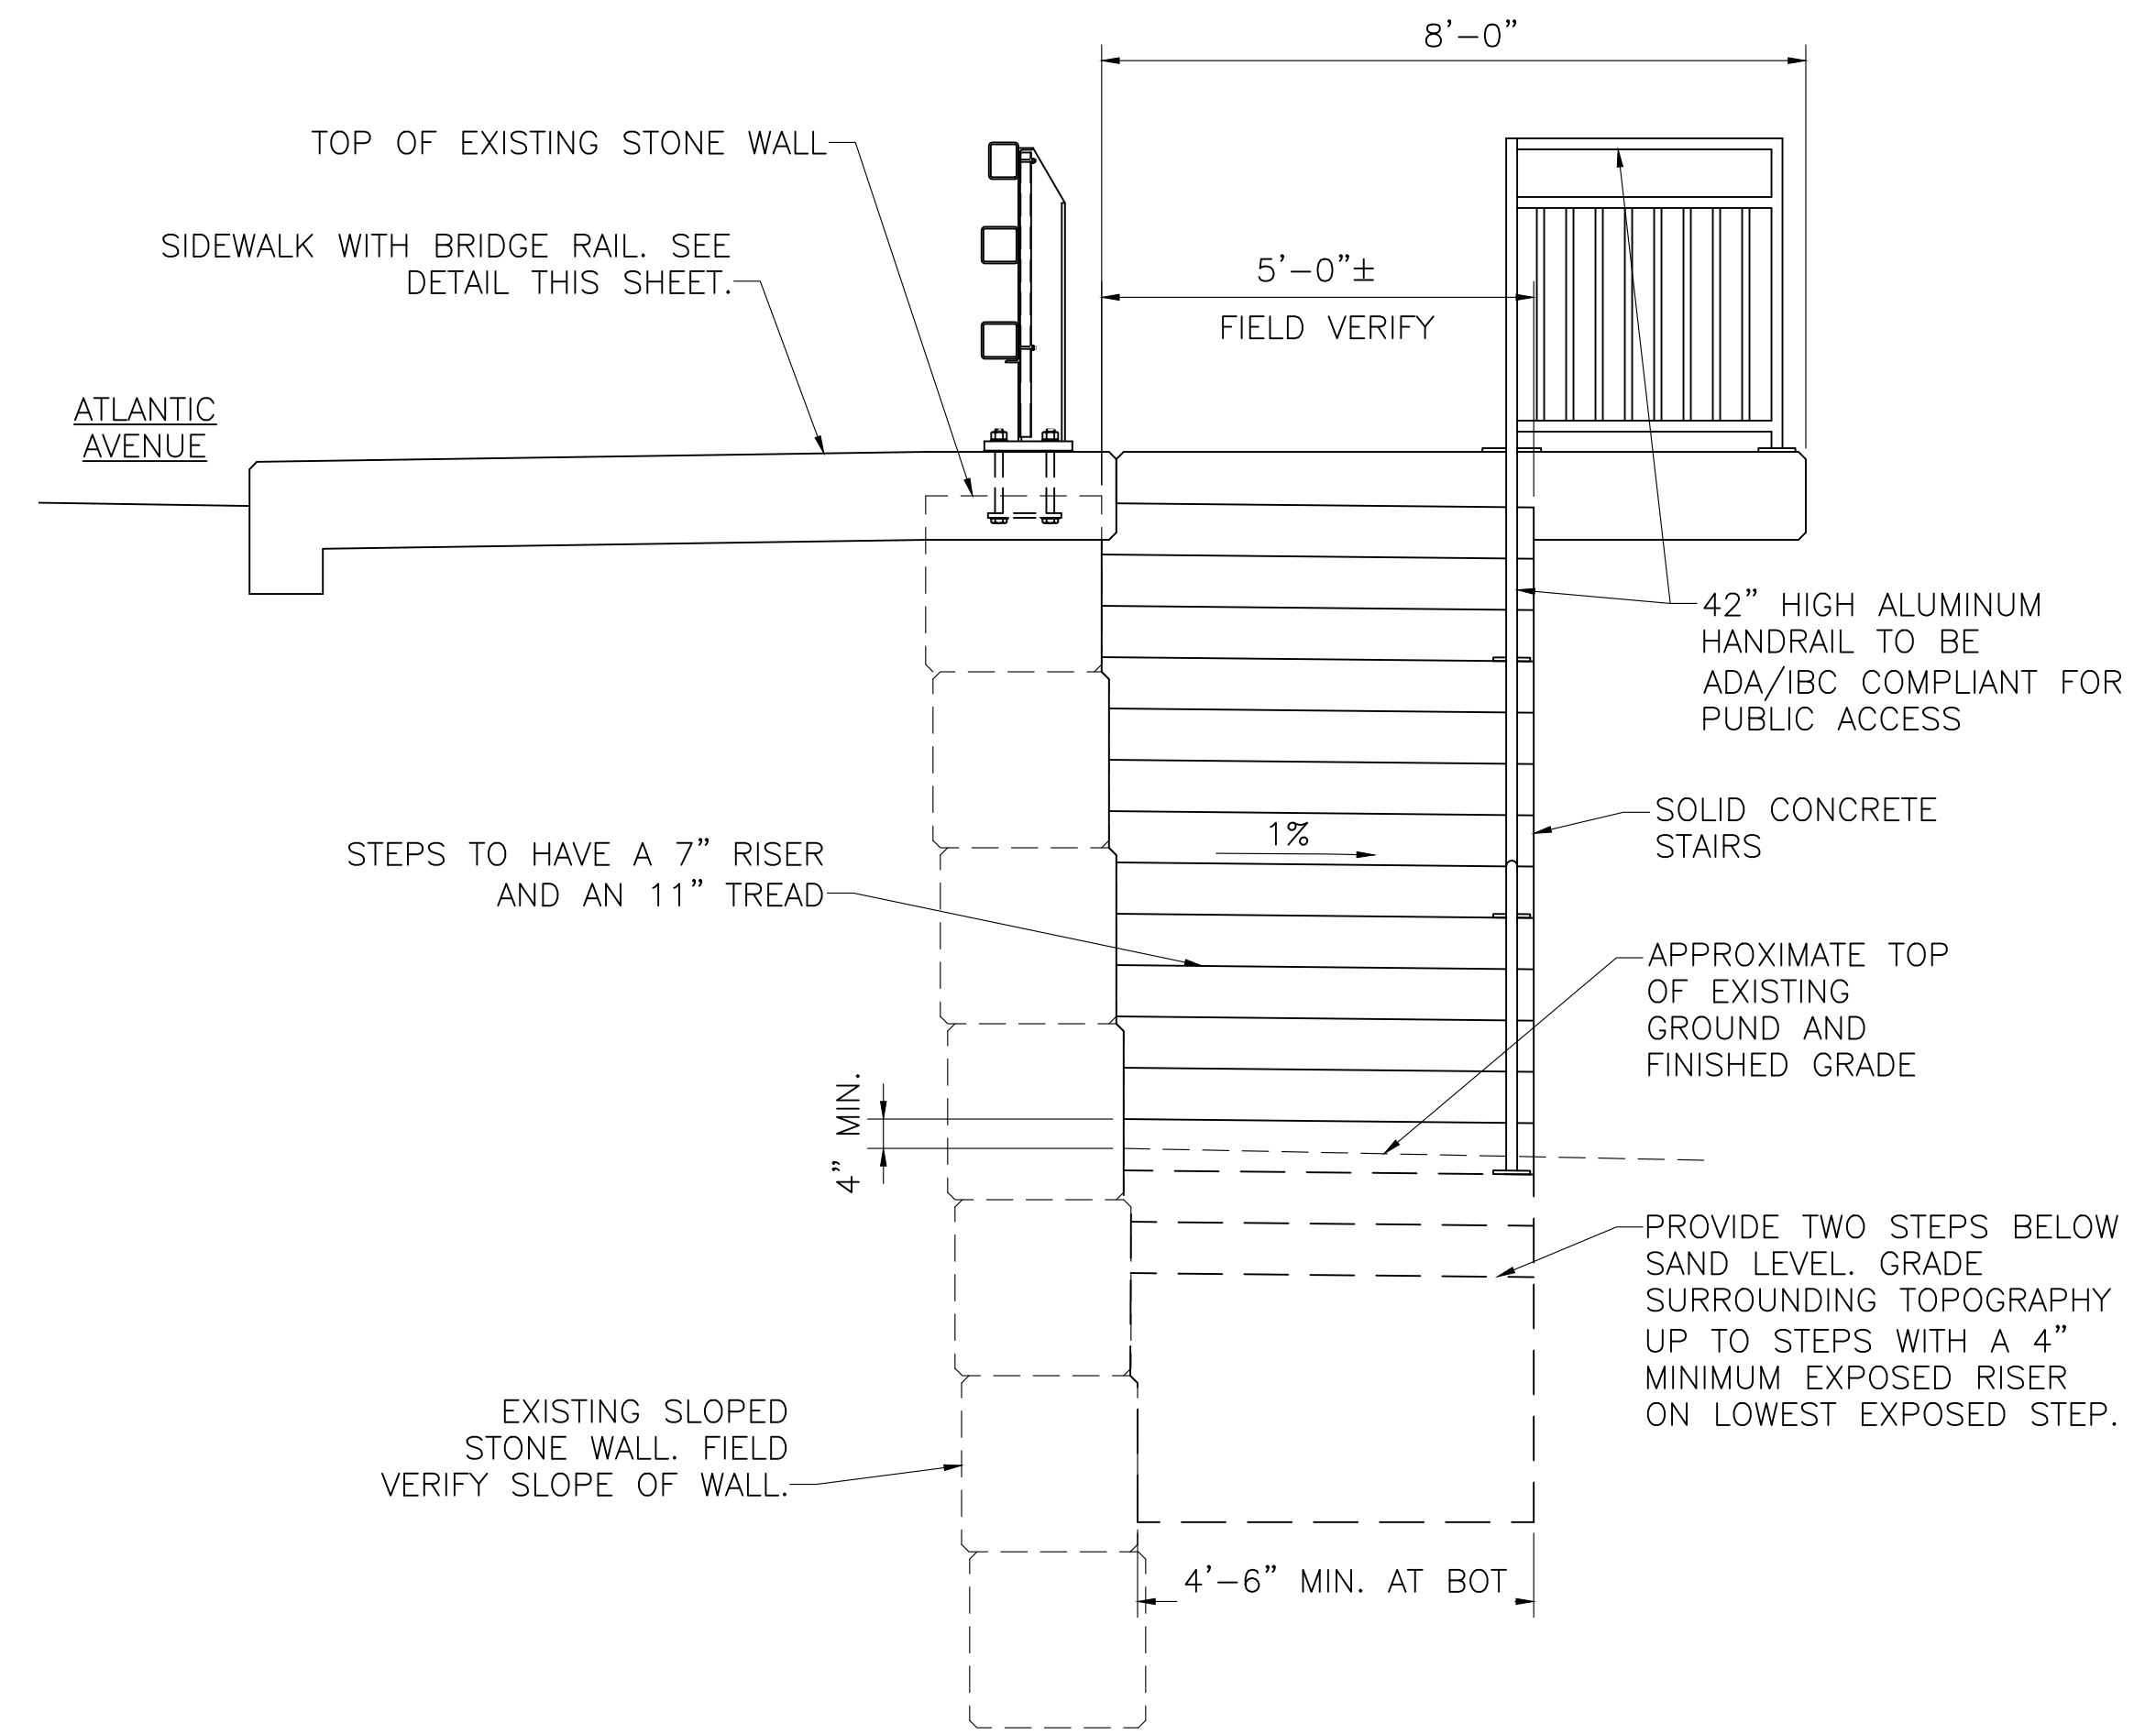 8'-0"
TOP OF EXISTING STONE WALL
SIDEWALK WITH BRIDGE RAIL. SEE
DETAIL THIS SHEET.
5'-0"±
FIELD VERIFY
ATLANTIC
AVENUE
42" HIGH ALUMINUM
HANDRAIL TO BE
ADA/IBC COMPLIANT FOR
PUBLIC ACCESS
SOLID CONCRETE
STAIRS
1%
STEPS TO HAVE A 7" RISER
AND AN 11" TREAD
APPROXIMATE TOP
OF EXISTING
GROUND AND
FINISHED GRADE
4" MIN.
PROVIDE TWO STEPS BELOW
SAND LEVEL. GRADE
SURROUNDING TOPOGRAPHY
UP TO STEPS WITH A 4"
MINIMUM EXPOSED RISER
ON LOWEST EXPOSED STEP.
EXISTING SLOPED
STONE WALL. FIELD
VERIFY SLOPE OF WALL.
4'-6" MIN. AT BOT